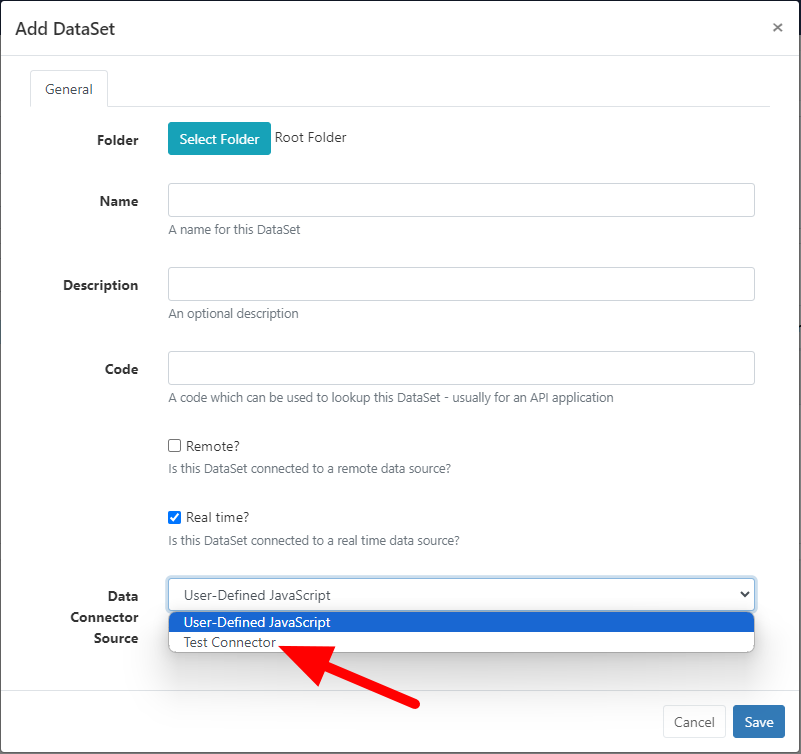 Add DataSet
×
General
Folder
Select Folder
Root Folder
Name
A name for this DataSet
Description
An optional description
Code
A code which can be used to lookup this DataSet - usually for an API application
Remote?
Is this DataSet connected to a remote data source?
Real time?
Is this DataSet connected to a real time data source?
Data
Connector
Source
User-Defined JavaScript
User-Defined JavaScript
Test Connector
Cancel
Save